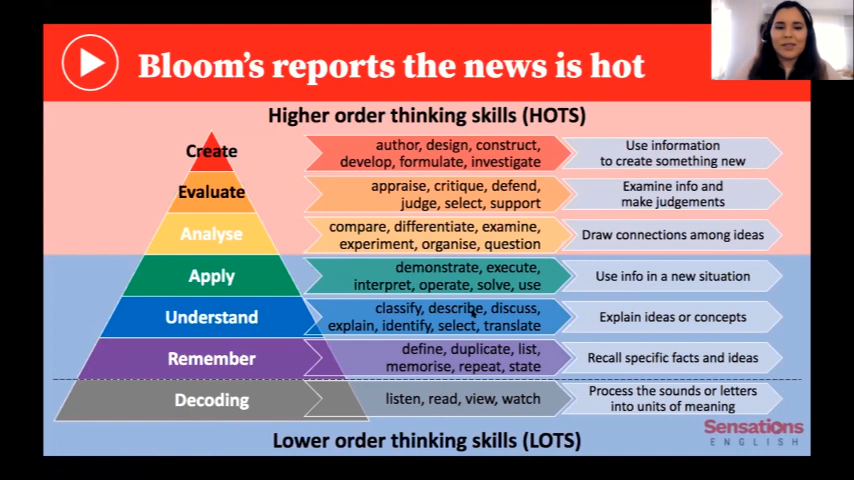 Bloom's reports the news is hot
Higher order thinking skills (HOTS)
Create
author, design, construct,
develop, formulate, investigate
Use information
to create something new
Evaluate
appraise, critique, defend,
judge, select, support
Examine info and
make judgements
Analyse
compare, differentiate, examine,
experiment, organise, question
Draw connections among ideas
Apply
demonstrate, execute,
interpret, operate, solve, use
Use info in a new situation
Understand
classify, describe, discuss,
explain, identify, select, translate
Explain ideas or concepts
Remember
define, duplicate, list,
memorise, repeat, state
Recall specific facts and ideas
Decoding
listen, read, view, watch
Process the sounds or letters
into units of meaning
Lower order thinking skills (LOTS)
Sensations
ENGLISH